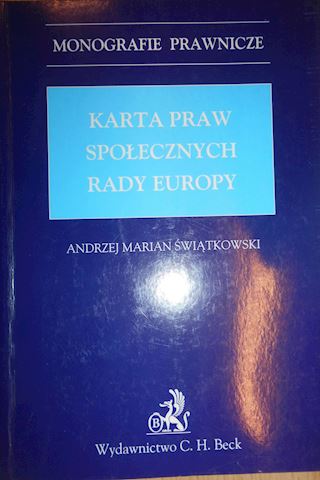 MONOGRAFIE PRAWNICZE
KARTA PRAW
SPOŁECZNYCH
RADY EUROPY
ANDRZEJ MARIAN ŚWIĄTKOWSKI
B
Wydawnictwo C. H. Beck